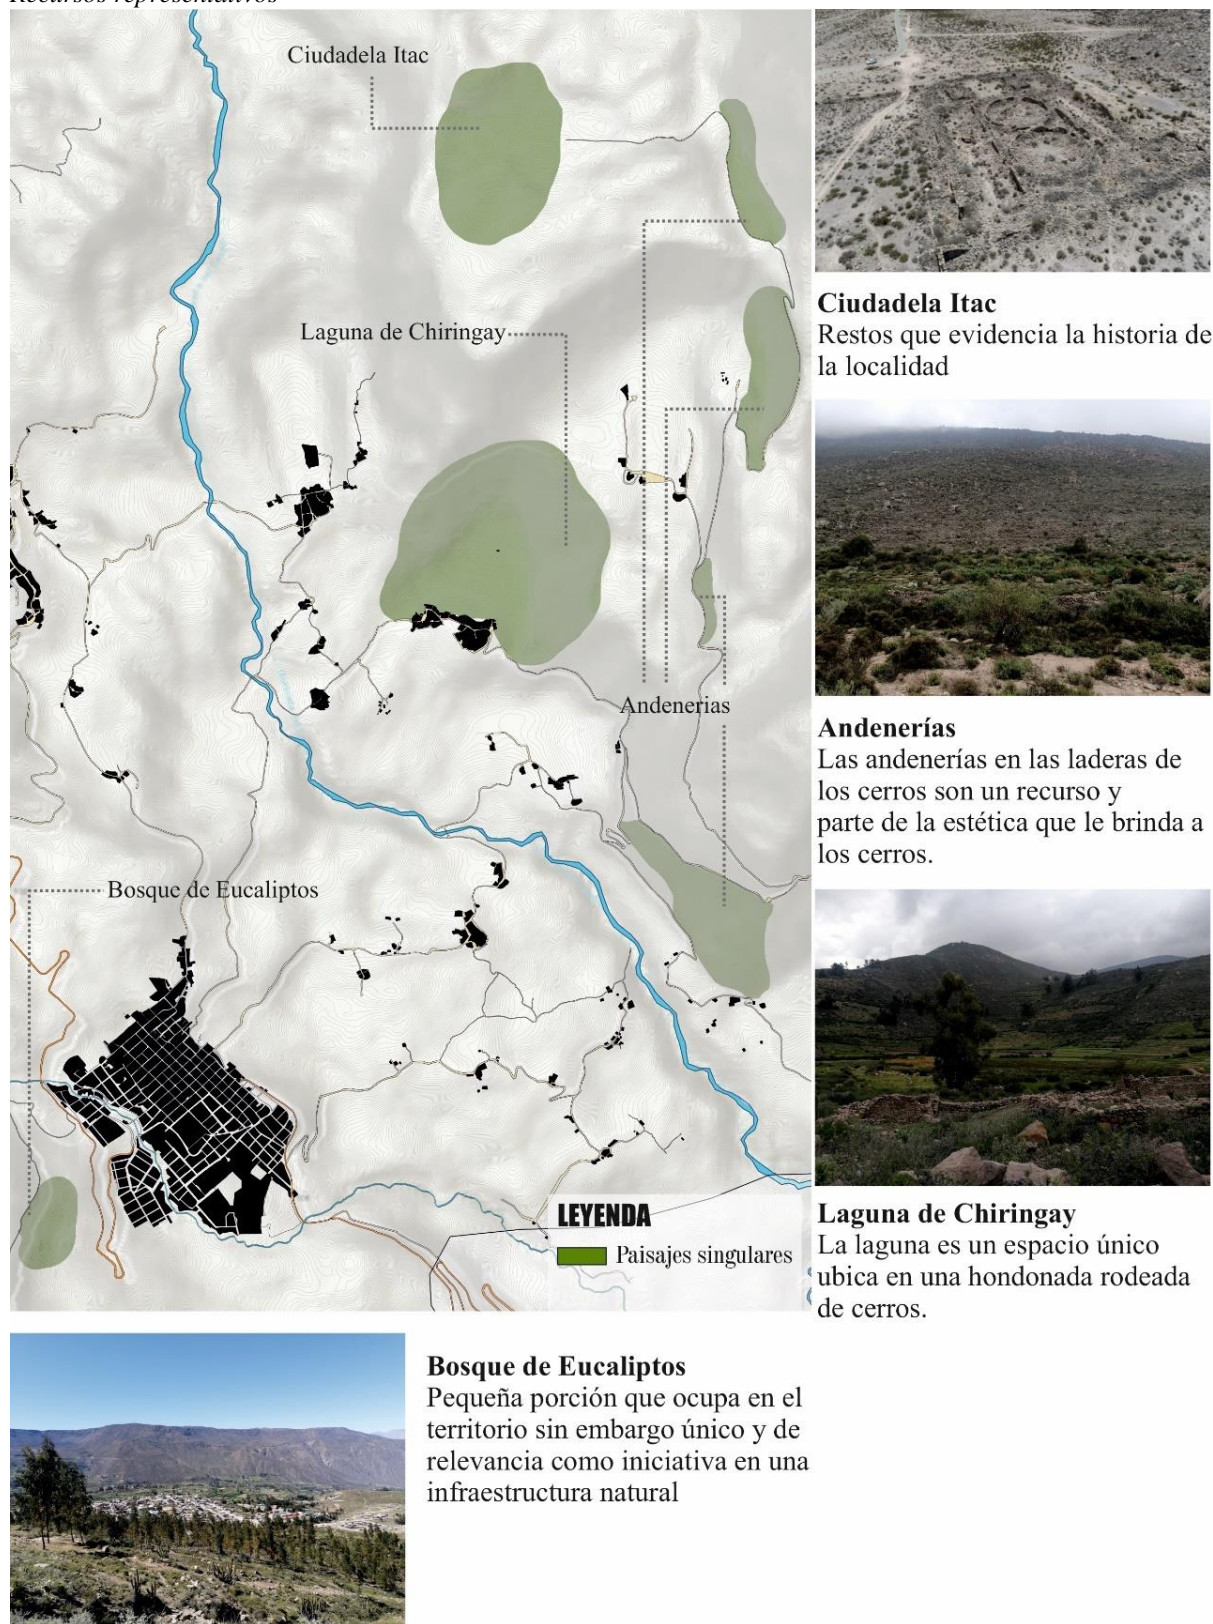 Recursos representativos
Ciudadela Itac
Laguna de Chiringay
Andenerias
Bosque de Eucaliptos
LEYENDA
Paisajes singulares
Ciudadela Itac
Restos que evidencia la historia de
la localidad
Andenerías
Las andenerías en las laderas de
los cerros son un recurso y
parte de la estética que le brinda a
los cerros.
Laguna de Chiringay
La laguna es un espacio único
ubica en una hondonada rodeada
de cerros.
Bosque de Eucaliptos
Pequeña porción que ocupa en el
territorio sin embargo único y de
relevancia como iniciativa en una
infraestructura natural